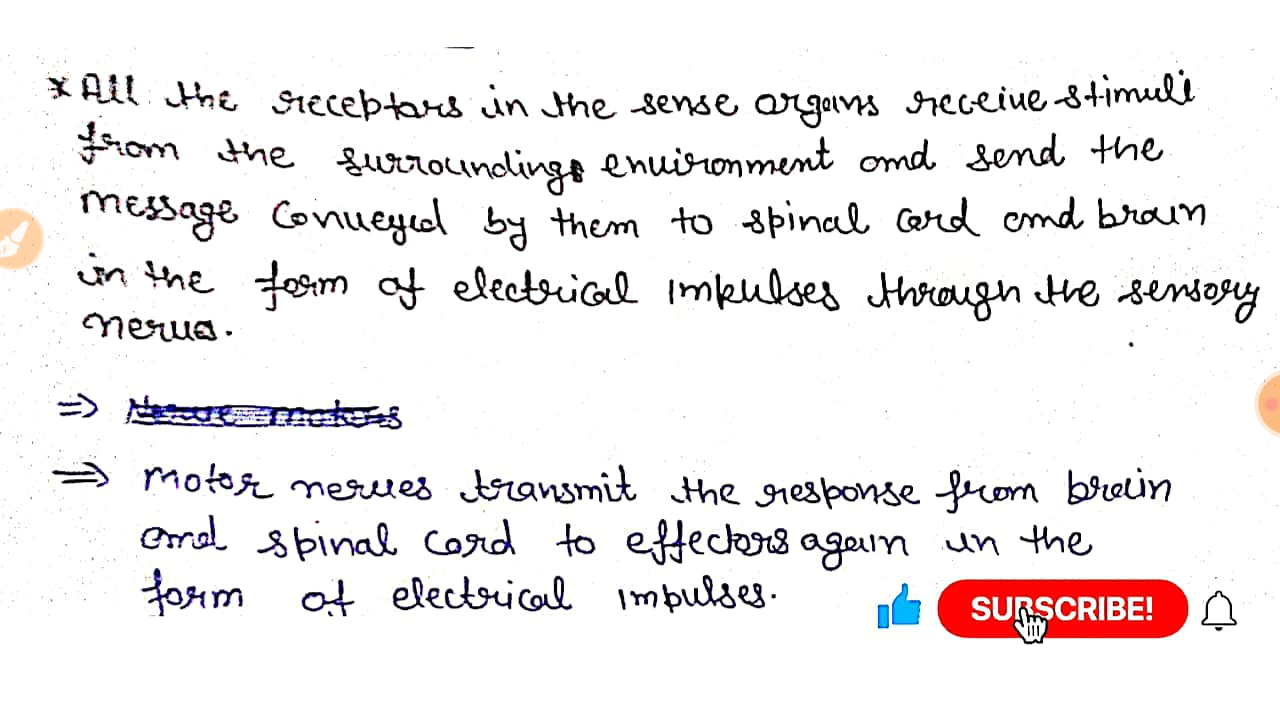 * All the receptors in the sense organs receive stimuli
from the surroundings environment and send the
message conveyed by them to spinal cord and brain
in the form of electrical impulses through the sensory
nerve.
⇒
⇒ Motor nerves transmit the response from brain
and spinal cord to effectors again in the
form of electrical impulses.
SUBSCRIBE!